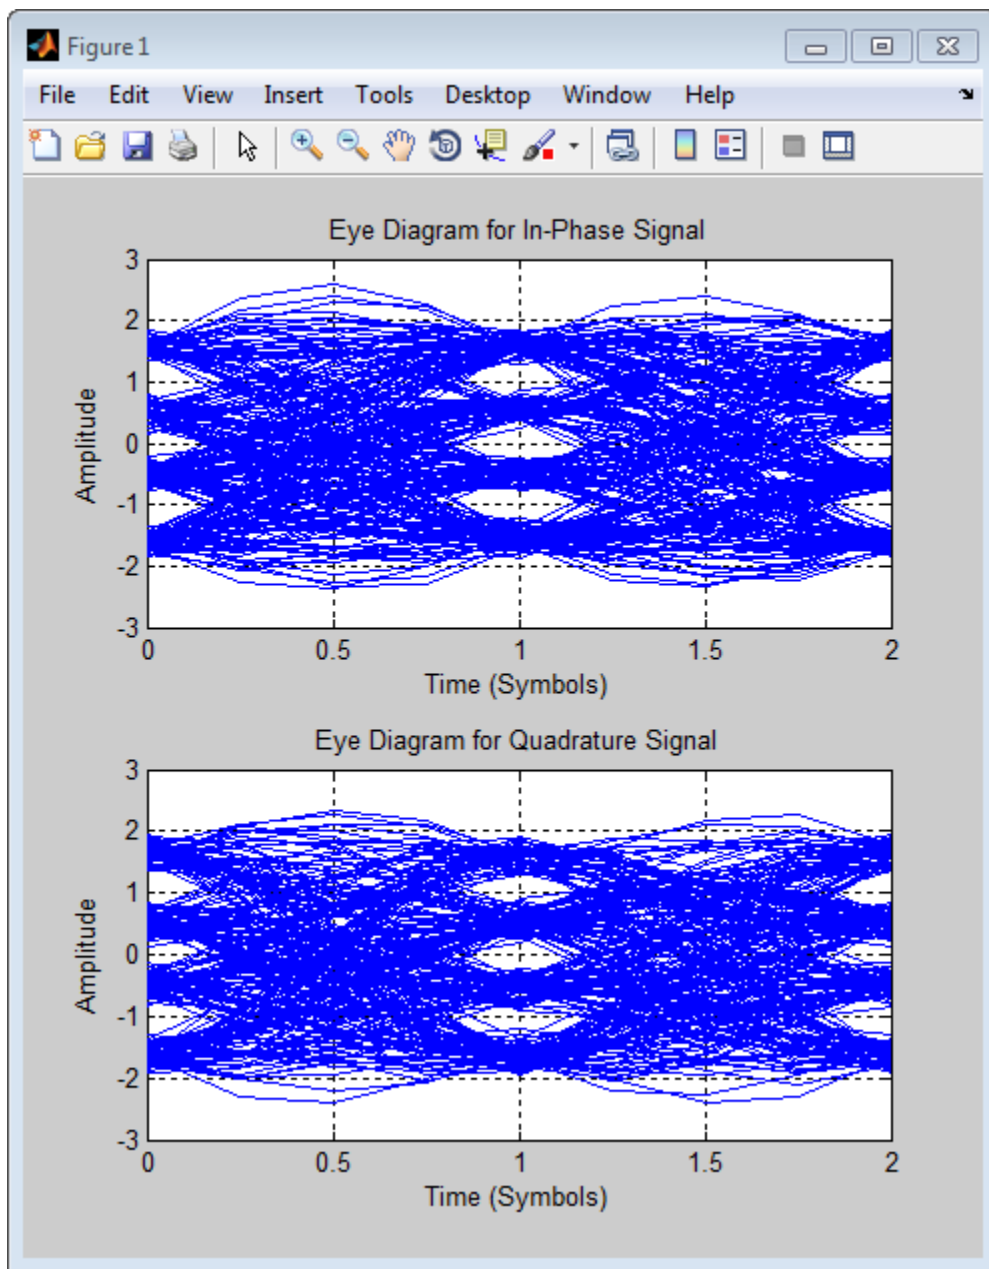 Figure 1
File Edit View Insert Tools Desktop Window Help
Eye Diagram for In-Phase Signal
3
2
1
0
-1
-2
-3
Amplitude
0 0.5 1 1.5 2
Time (Symbols)
Eye Diagram for Quadrature Signal
3
2
1
0
-1
-2
-3
Amplitude
0 0.5 1 1.5 2
Time (Symbols)